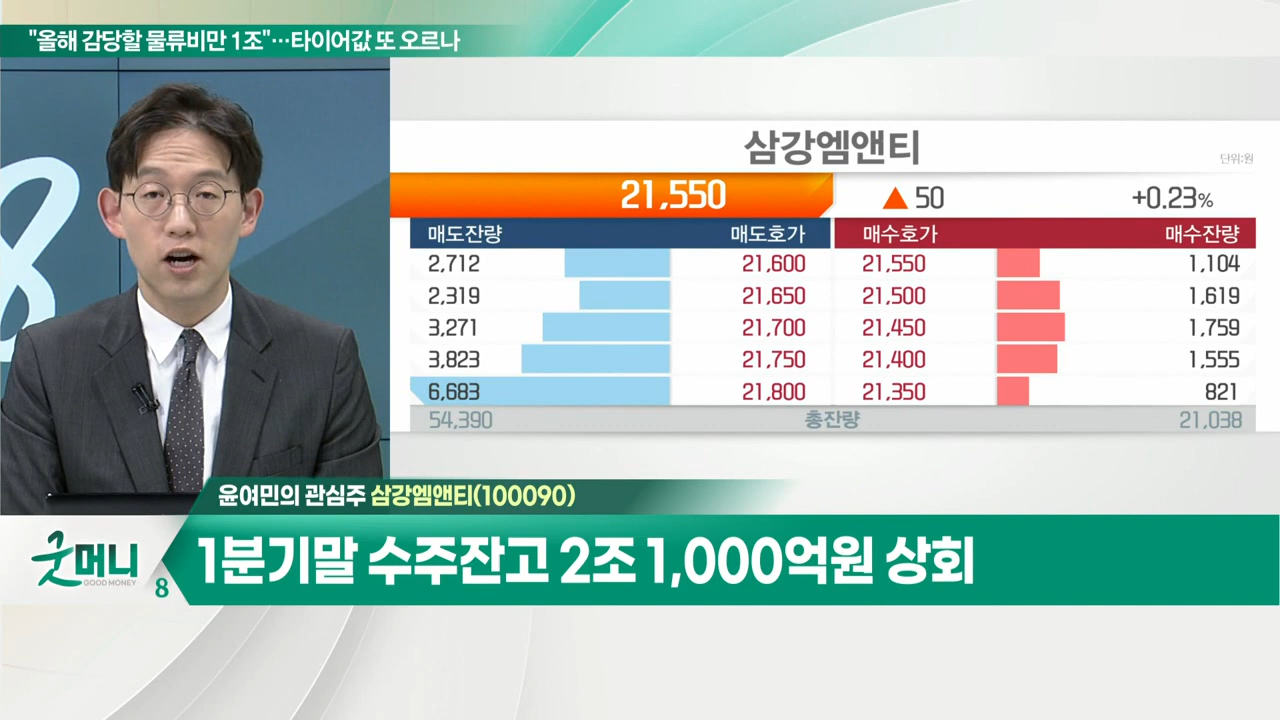 "올해 감당할 물류비만 1조"…타이어값 또 오르나
삼강엠앤티
단위:원
21,550 ▲ 50 +0.23%
매도잔량 매도호가 매수호가 매수잔량
2,712 21,600 21,550 1,104
2,319 21,650 21,500 1,619
3,271 21,700 21,450 1,759
3,823 21,750 21,400 1,555
6,683 21,800 21,350 821
54,390 총잔량 21,038
윤여민의 관심주 삼강엠앤티(100090)
1분기말 수주잔고 2조 1,000억원 상회
굿머니
GOOD MONEY
8